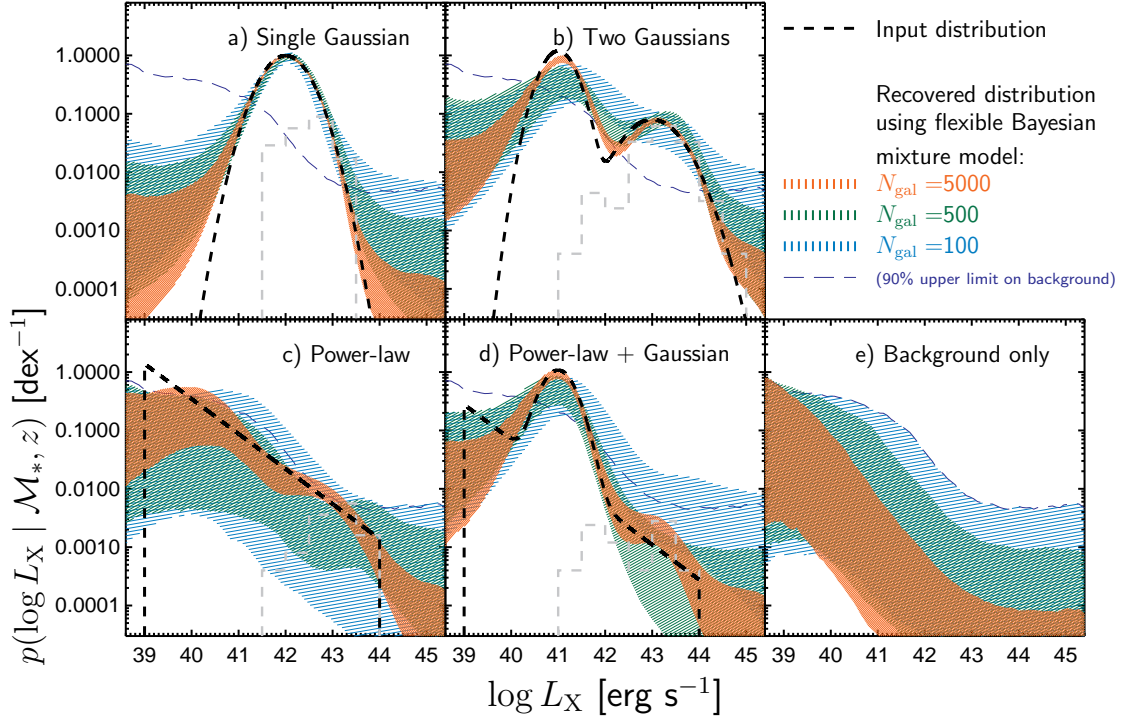 a) Single Gaussian
b) Two Gaussians
Input distribution
Recovered distribution
using flexible Bayesian
mixture model:
N_gal =5000
N_gal =500
N_gal =100
(90% upper limit on background)
1.0000
0.1000
0.0100
0.0010
0.0001
c) Power-law
d) Power-law + Gaussian
e) Background only
1.0000
0.1000
0.0100
0.0010
0.0001
p(log L_X | ℳ_*, z) [dex⁻¹]
39 40 41 42 43 44 45
39 40 41 42 43 44 45
39 40 41 42 43 44 45
log L_X [erg s⁻¹]